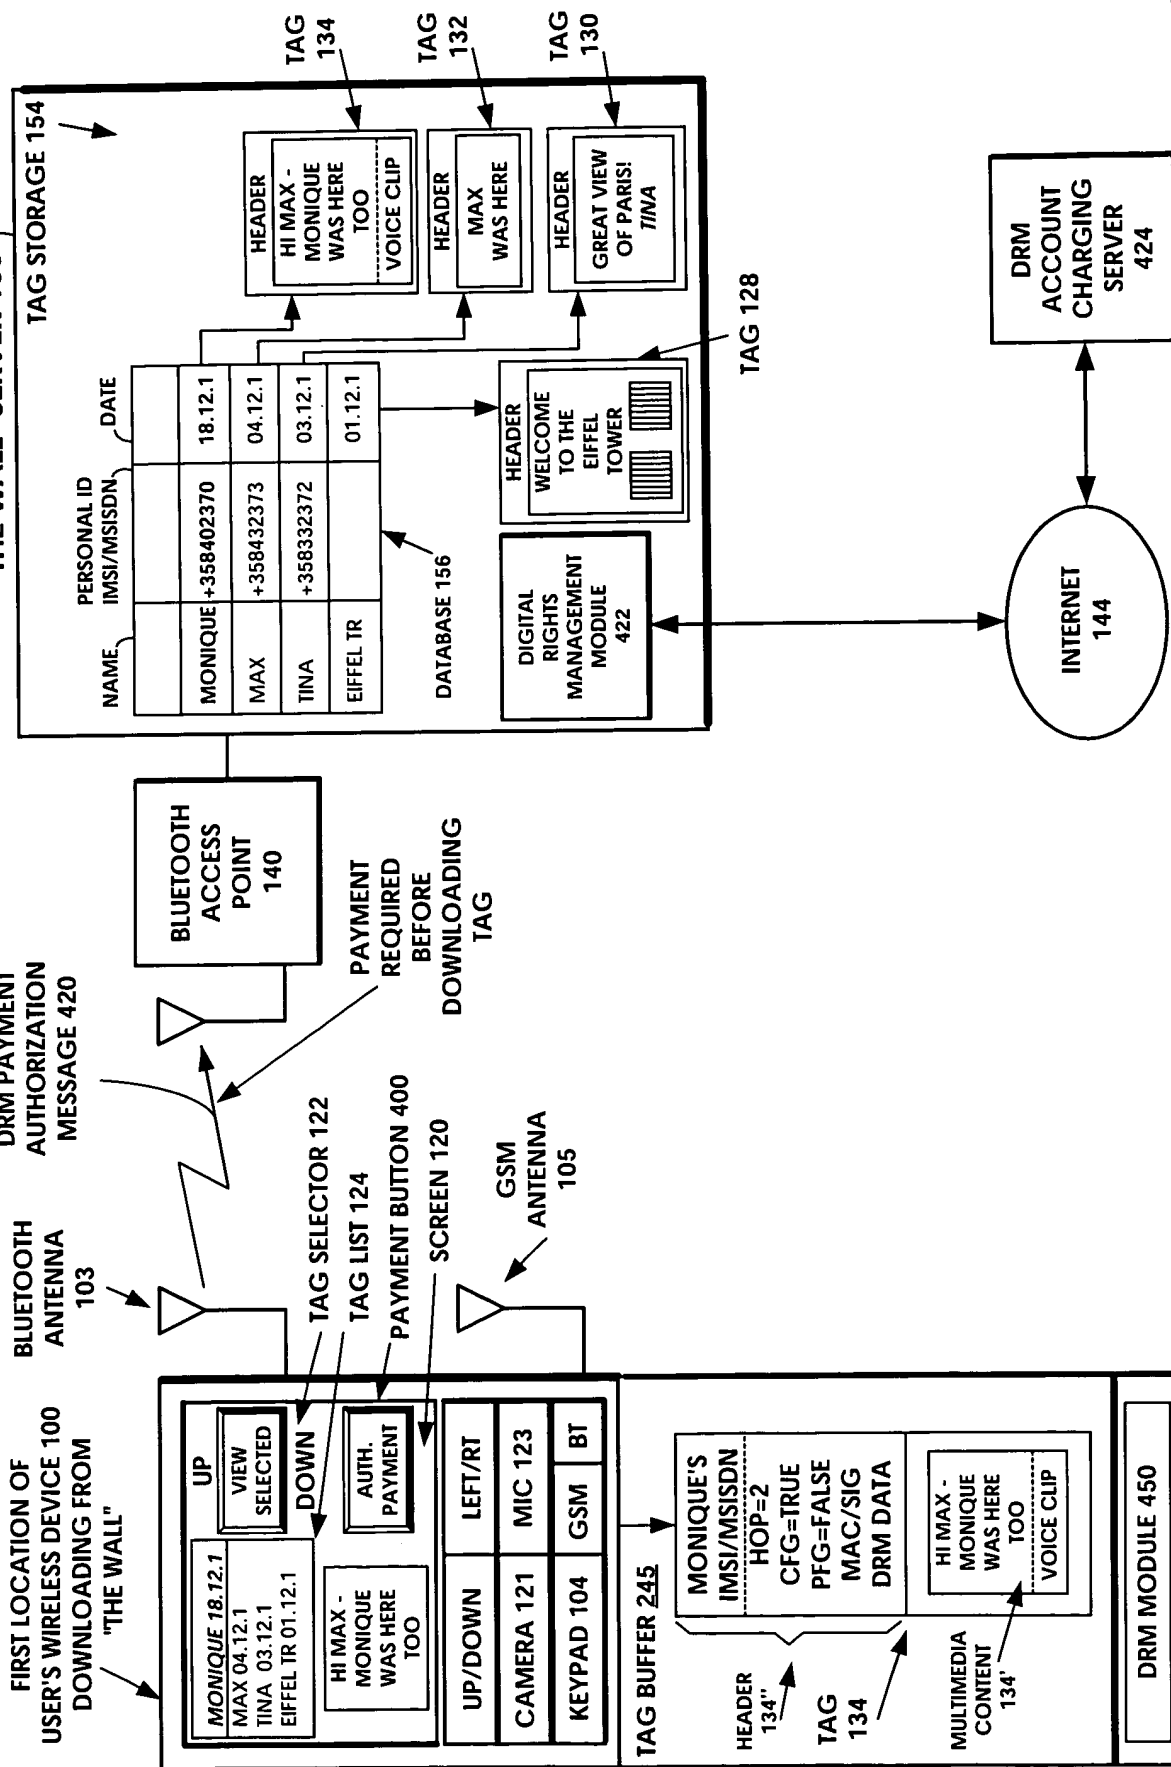 FIRST LOCATION OF
USER'S WIRELESS DEVICE 100
DOWNLOADING FROM
"THE WALL"
BLUETOOTH
ANTENNA
103
DRM PAYMENT
AUTHORIZATION
MESSAGE 420
UP
VIEW
SELECTED
DOWN
MONIQUE 18.12.1
MAX 04.12.1
TINA 03.12.1
EIFFEL TR 01.12.1
AUTH.
PAYMENT
HI MAX -
MONIQUE
WAS HERE
TOO
TAG SELECTOR 122
TAG LIST 124
PAYMENT BUTTON 400
SCREEN 120
GSM
ANTENNA
105
UP/DOWN
LEFT/RT
CAMERA 121
MIC 123
KEYPAD 104
GSM
BT
TAG BUFFER 245
MONIQUE'S
IMSI/MSISDN
HOP=2
CFG=TRUE
PFG=FALSE
MAC/SIG
DRM DATA
HEADER
134"
TAG
134
MULTIMEDIA
CONTENT
134'
HI MAX -
MONIQUE
WAS HERE
TOO
VOICE CLIP
DRM MODULE 450
PAYMENT
REQUIRED
BEFORE
DOWNLOADING
TAG
BLUETOOTH
ACCESS
POINT
140
TAG STORAGE 154
NAME
PERSONAL ID
IMSI/MSISDN
DATE
MONIQUE +358402370 18.12.1
MAX +358432373 04.12.1
TINA +358332372 03.12.1
EIFFEL TR 01.12.1
DATABASE 156
HEADER
HI MAX -
MONIQUE
WAS HERE
TOO
VOICE CLIP
TAG
134
HEADER
MAX
WAS HERE
TAG
132
HEADER
GREAT VIEW
OF PARIS!
TINA
TAG
130
HEADER
WELCOME
TO THE
EIFFEL
TOWER
TAG 128
DIGITAL
RIGHTS
MANAGEMENT
MODULE
422
INTERNET
144
DRM
ACCOUNT
CHARGING
SERVER
424